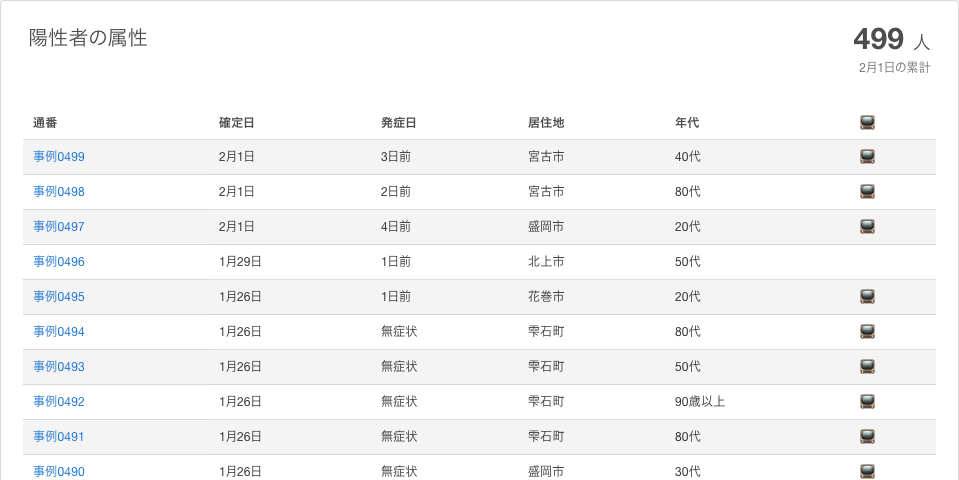 陽性者の属性
499 人
2月1日の累計
通番 確定日 発症日 居住地 年代
事例0499 2月1日 3日前 宮古市 40代
事例0498 2月1日 2日前 宮古市 80代
事例0497 2月1日 4日前 盛岡市 20代
事例0496 1月29日 1日前 北上市 50代
事例0495 1月26日 1日前 花巻市 20代
事例0494 1月26日 無症状 雫石町 80代
事例0493 1月26日 無症状 雫石町 50代
事例0492 1月26日 無症状 雫石町 90歳以上
事例0491 1月26日 無症状 雫石町 80代
事例0490 1月26日 無症状 盛岡市 30代